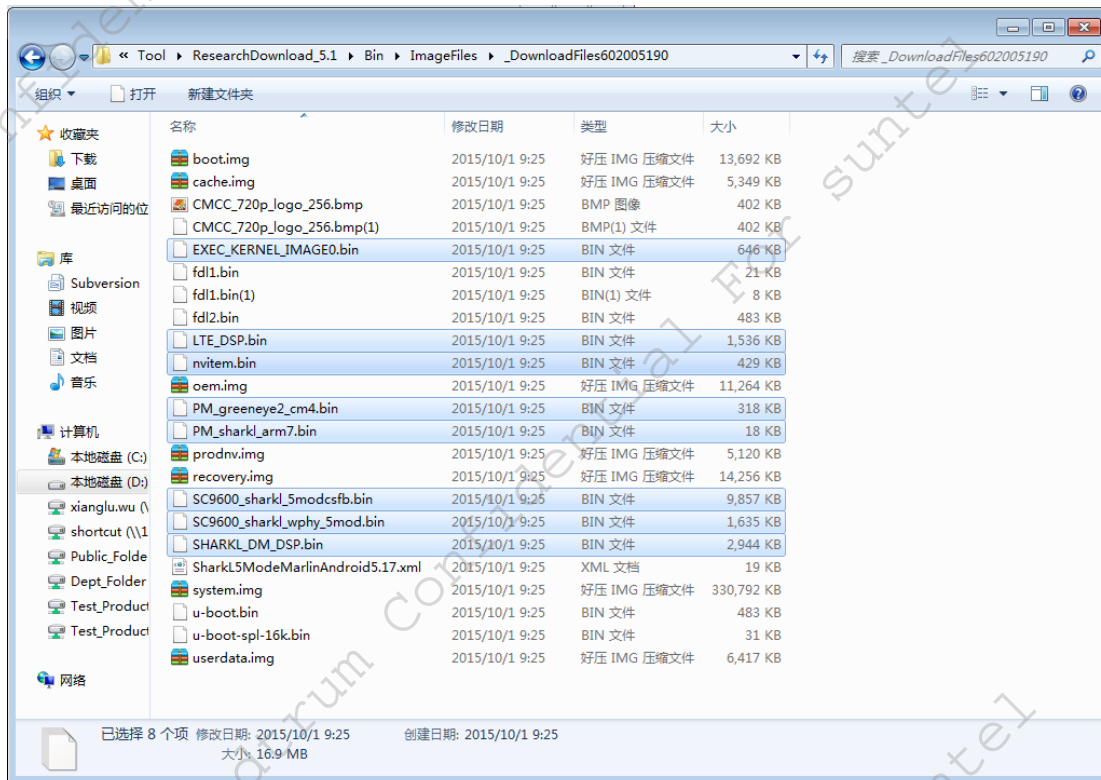 « Tool ▸ ResearchDownload_5.1 ▸ Bin ▸ ImageFiles ▸ _DownloadFiles602005190
搜索 _DownloadFiles602005190
组织 打开 新建文件夹
名称 修改日期 类型 大小
收藏夹
下载
桌面
最近访问的位
库
Subversion
视频
图片
文档
音乐
计算机
本地磁盘 (C:)
本地磁盘 (D:)
xianglu.wu (\
shortcut (\\1
Public_Folde
Dept_Folder
Test_Product
Test_Product
网络
boot.img 2015/10/1 9:25 好压 IMG 压缩文件 13,692 KB
cache.img 2015/10/1 9:25 好压 IMG 压缩文件 5,349 KB
CMCC_720p_logo_256.bmp 2015/10/1 9:25 BMP 图像 402 KB
CMCC_720p_logo_256.bmp(1) 2015/10/1 9:25 BMP(1) 文件 402 KB
EXEC_KERNEL_IMAGE0.bin 2015/10/1 9:25 BIN 文件 646 KB
fdl1.bin 2015/10/1 9:25 BIN 文件 21 KB
fdl1.bin(1) 2015/10/1 9:25 BIN(1) 文件 8 KB
fdl2.bin 2015/10/1 9:25 BIN 文件 483 KB
LTE_DSP.bin 2015/10/1 9:25 BIN 文件 1,536 KB
nvitem.bin 2015/10/1 9:25 BIN 文件 429 KB
oem.img 2015/10/1 9:25 好压 IMG 压缩文件 11,264 KB
PM_greeneye2_cm4.bin 2015/10/1 9:25 BIN 文件 318 KB
PM_sharkl_arm7.bin 2015/10/1 9:25 BIN 文件 18 KB
prodnv.img 2015/10/1 9:25 好压 IMG 压缩文件 5,120 KB
recovery.img 2015/10/1 9:25 好压 IMG 压缩文件 14,256 KB
SC9600_sharkl_5modcsfb.bin 2015/10/1 9:25 BIN 文件 9,857 KB
SC9600_sharkl_wphy_5mod.bin 2015/10/1 9:25 BIN 文件 1,635 KB
SHARKL_DM_DSP.bin 2015/10/1 9:25 BIN 文件 2,944 KB
SharkL5ModeMarlinAndroid5.17.xml 2015/10/1 9:25 XML 文档 19 KB
system.img 2015/10/1 9:25 好压 IMG 压缩文件 330,792 KB
u-boot.bin 2015/10/1 9:25 BIN 文件 483 KB
u-boot-spl-16k.bin 2015/10/1 9:25 BIN 文件 31 KB
userdata.img 2015/10/1 9:25 好压 IMG 压缩文件 6,417 KB
已选择 8 个项 修改日期: 2015/10/1 9:25 创建日期: 2015/10/1 9:25
大小: 16.9 MB
Confidential For suntel